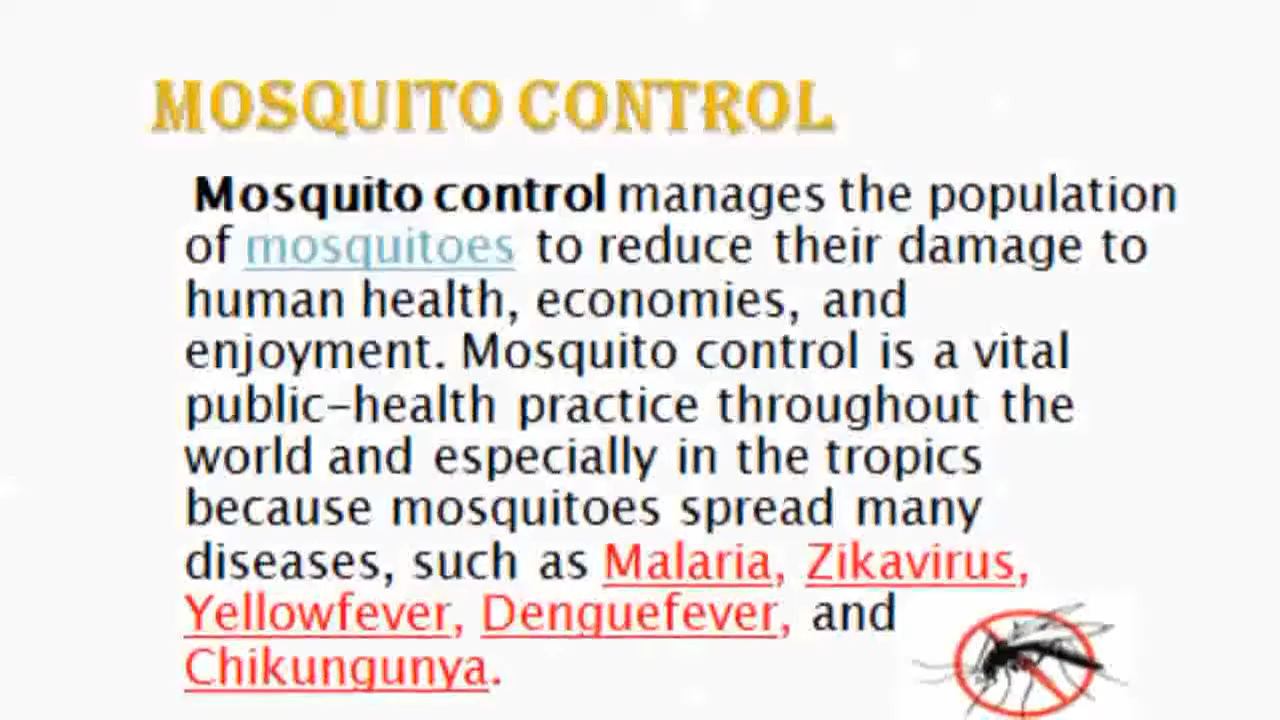 MOSQUITO CONTROL
Mosquito control manages the population
of mosquitoes to reduce their damage to
human health, economies, and
enjoyment. Mosquito control is a vital
public-health practice throughout the
world and especially in the tropics
because mosquitoes spread many
diseases, such as Malaria, Zikavirus,
Yellowfever, Denguefever, and
Chikungunya.